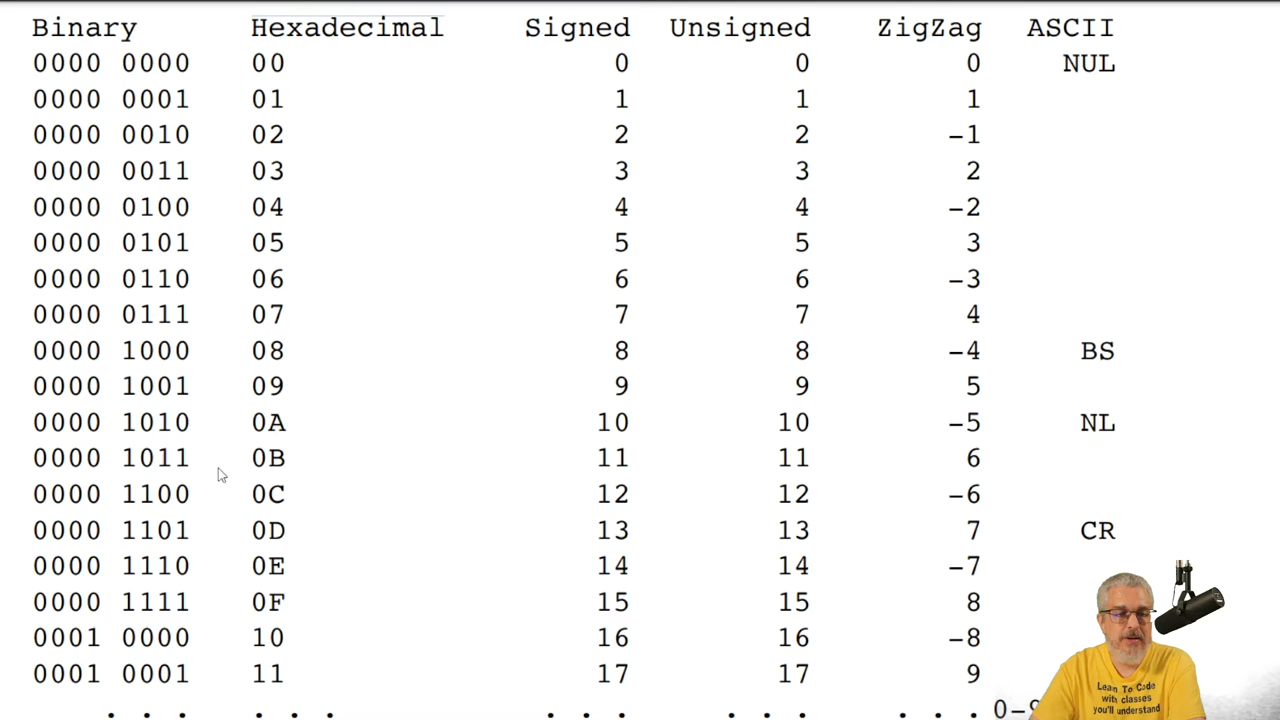 Binary Hexadecimal Signed Unsigned ZigZag ASCII
0000 0000 00 0 0 0 NUL
0000 0001 01 1 1 1
0000 0010 02 2 2 -1
0000 0011 03 3 3 2
0000 0100 04 4 4 -2
0000 0101 05 5 5 3
0000 0110 06 6 6 -3
0000 0111 07 7 7 4
0000 1000 08 8 8 -4 BS
0000 1001 09 9 9 5
0000 1010 0A 10 10 -5 NL
0000 1011 0B 11 11 6
0000 1100 0C 12 12 -6
0000 1101 0D 13 13 7 CR
0000 1110 0E 14 14 -7
0000 1111 0F 15 15 8
0001 0000 10 16 16 -8
0001 0001 11 17 17 9
... ... ... ... ...
Learn To Code
with classes
you'll understand